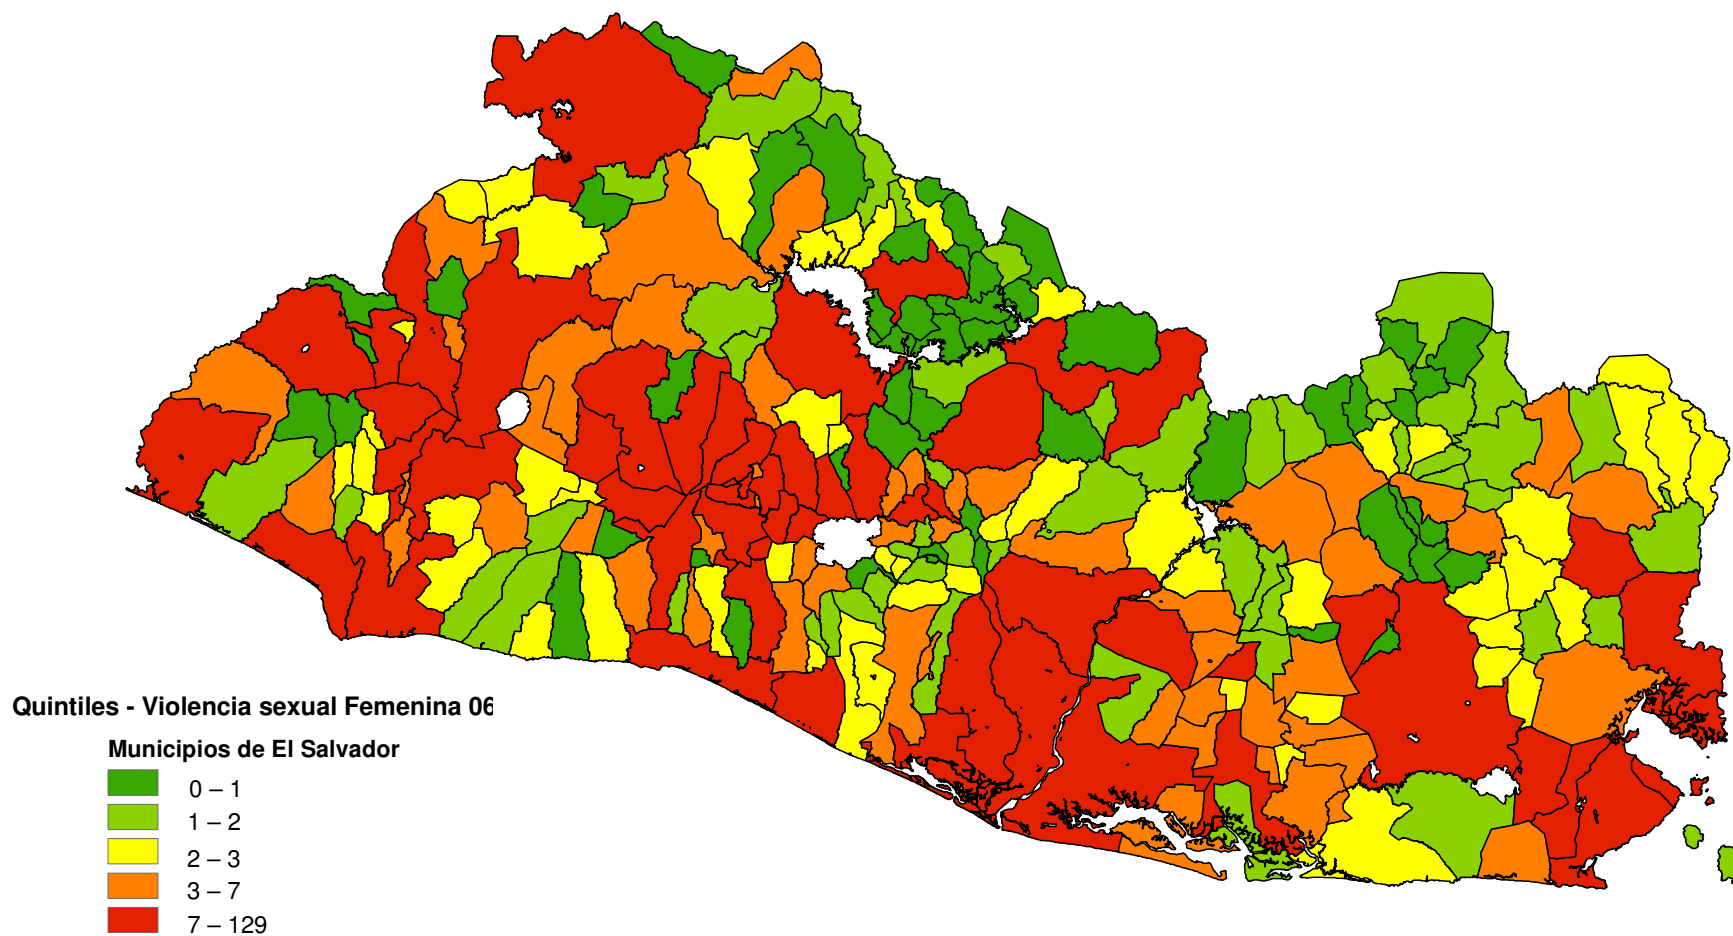 Quintiles - Violencia sexual Femenina 06
Municipios de El Salvador
0 – 1
1 – 2
2 – 3
3 – 7
7 – 129